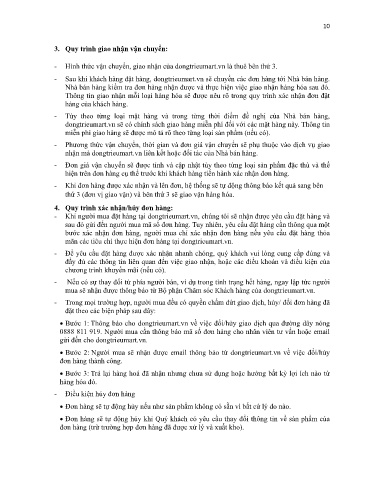 10
3. Quy trình giao nhận vận chuyển:
- Hình thức vận chuyển, giao nhận của dongtrieumart.vn là thuê bên thứ 3.
- Sau khi khách hàng đặt hàng, dongtrieumart.vn sẽ chuyển các đơn hàng tới Nhà bán hàng.
Nhà bán hàng kiểm tra đơn hàng nhận được và thực hiện việc giao nhận hàng hóa sau đó.
Thông tin giao nhận mỗi loại hàng hóa sẽ được nêu rõ trong quy trình xác nhận đơn đặt
hàng của khách hàng.
- Tùy theo từng loại mặt hàng và trong từng thời điểm đề nghị của Nhà bán hàng,
dongtrieumart.vn sẽ có chính sách giao hàng miễn phí đối với các mặt hàng này. Thông tin
miễn phí giao hàng sẽ được mô tả rõ theo từng loại sản phẩm (nếu có).
- Phương thức vận chuyển, thời gian và đơn giá vận chuyển sẽ phụ thuộc vào dịch vụ giao
nhận mà dongtrieumart.vn liên kết hoặc đối tác của Nhà bán hàng.
- Đơn giá vận chuyển sẽ được tính và cập nhật tùy theo từng loại sản phẩm đặc thù và thể
hiện trên đơn hàng cụ thể trước khi khách hàng tiến hành xác nhận đơn hàng.
- Khi đơn hàng được xác nhận và lên đơn, hệ thống sẽ tự động thông báo kết quả sang bên
thứ 3 (đơn vị giao vận) và bên thứ 3 sẽ giao vận hàng hóa.
4. Quy trình xác nhận/hủy đơn hàng:
- Khi người mua đặt hàng tại dongtrieumart.vn, chúng tôi sẽ nhận được yêu cầu đặt hàng và
sau đó gửi đến người mua mã số đơn hàng. Tuy nhiên, yêu cầu đặt hàng cần thông qua một
bước xác nhận đơn hàng, người mua chỉ xác nhận đơn hàng nếu yêu cầu đặt hàng thỏa
mãn các tiêu chí thực hiện đơn hàng tại dongtrieumart.vn.
- Để yêu cầu đặt hàng được xác nhận nhanh chóng, quý khách vui lòng cung cấp đúng và
đầy đủ các thông tin liên quan đến việc giao nhận, hoặc các điều khoản và điều kiện của
chương trình khuyến mãi (nếu có).
- Nếu có sự thay đổi từ phía người bán, ví dụ trong tình trạng hết hàng, ngay lập tức người
mua sẽ nhận được thông báo từ Bộ phận Chăm sóc Khách hàng của dongtrieumart.vn.
- Trong mọi trường hợp, người mua đều có quyền chấm dứt giao dịch, hủy/ đổi đơn hàng đã
đặt theo các biện pháp sau đây:
• Bước 1: Thông báo cho dongtrieumart.vn về việc đổi/hủy giao dịch qua đường dây nóng
0888 811 919. Người mua cần thông báo mã số đơn hàng cho nhân viên tư vấn hoặc email
gửi đến cho dongtrieumart.vn.
• Bước 2: Người mua sẽ nhận được email thông báo từ dongtrieumart.vn về việc đổi/hủy
đơn hàng thành công.
• Bước 3: Trả lại hàng hoá đã nhận nhưng chưa sử dụng hoặc hưởng bất kỳ lợi ích nào từ
hàng hóa đó.
- Điều kiện hủy đơn hàng
• Đơn hàng sẽ tự động hủy nếu như sản phẩm không có sẵn vì bất cứ lý do nào.
• Đơn hàng sẽ tự động hủy khi Quý khách có yêu cầu thay đổi thông tin về sản phẩm của
đơn hàng (trừ trường hợp đơn hàng đã được xử lý và xuất kho).